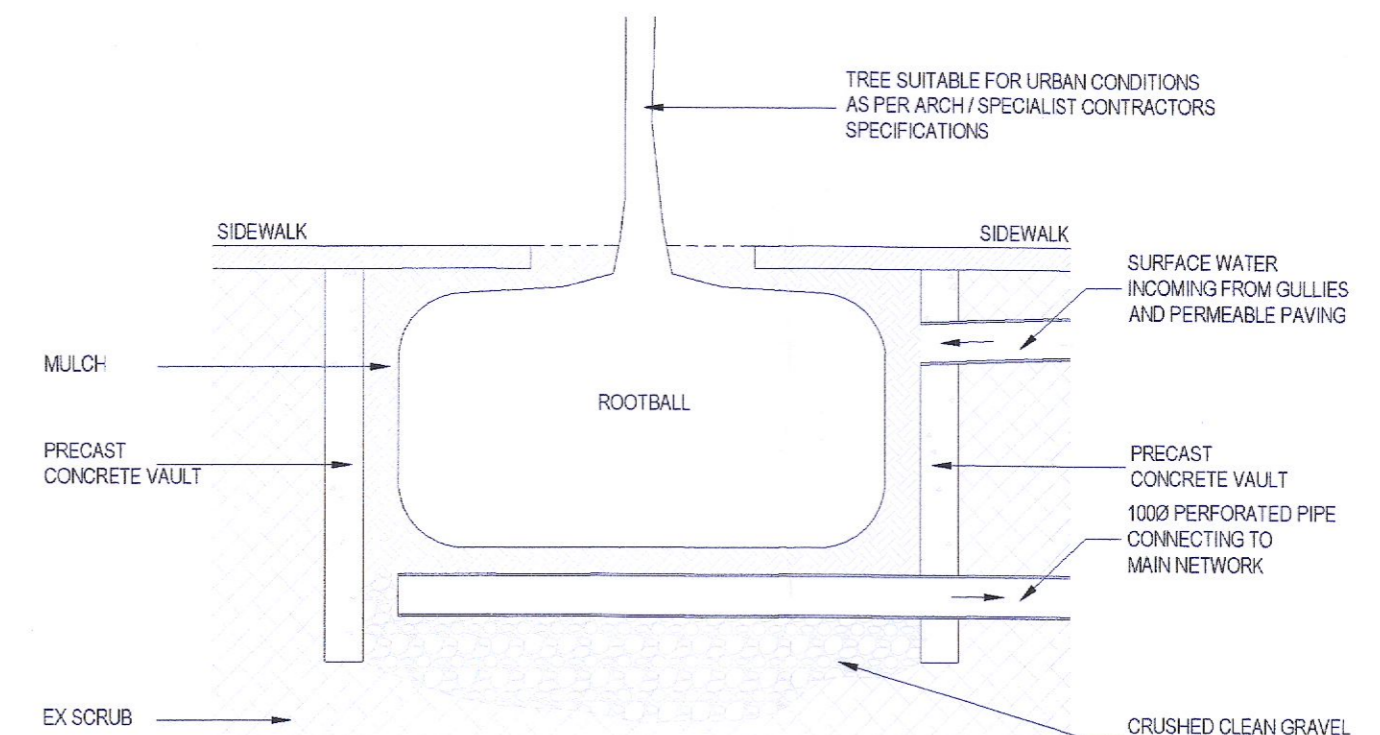 TREE SUITABLE FOR URBAN CONDITIONS
AS PER ARCH / SPECIALIST CONTRACTORS
SPECIFICATIONS
SIDEWALK
SIDEWALK
SURFACE WATER
INCOMING FROM GULLIES
AND PERMEABLE PAVING
MULCH
ROOTBALL
PRECAST
CONCRETE VAULT
PRECAST
CONCRETE VAULT
100Ø PERFORATED PIPE
CONNECTING TO
MAIN NETWORK
EX SCRUB
CRUSHED CLEAN GRAVEL